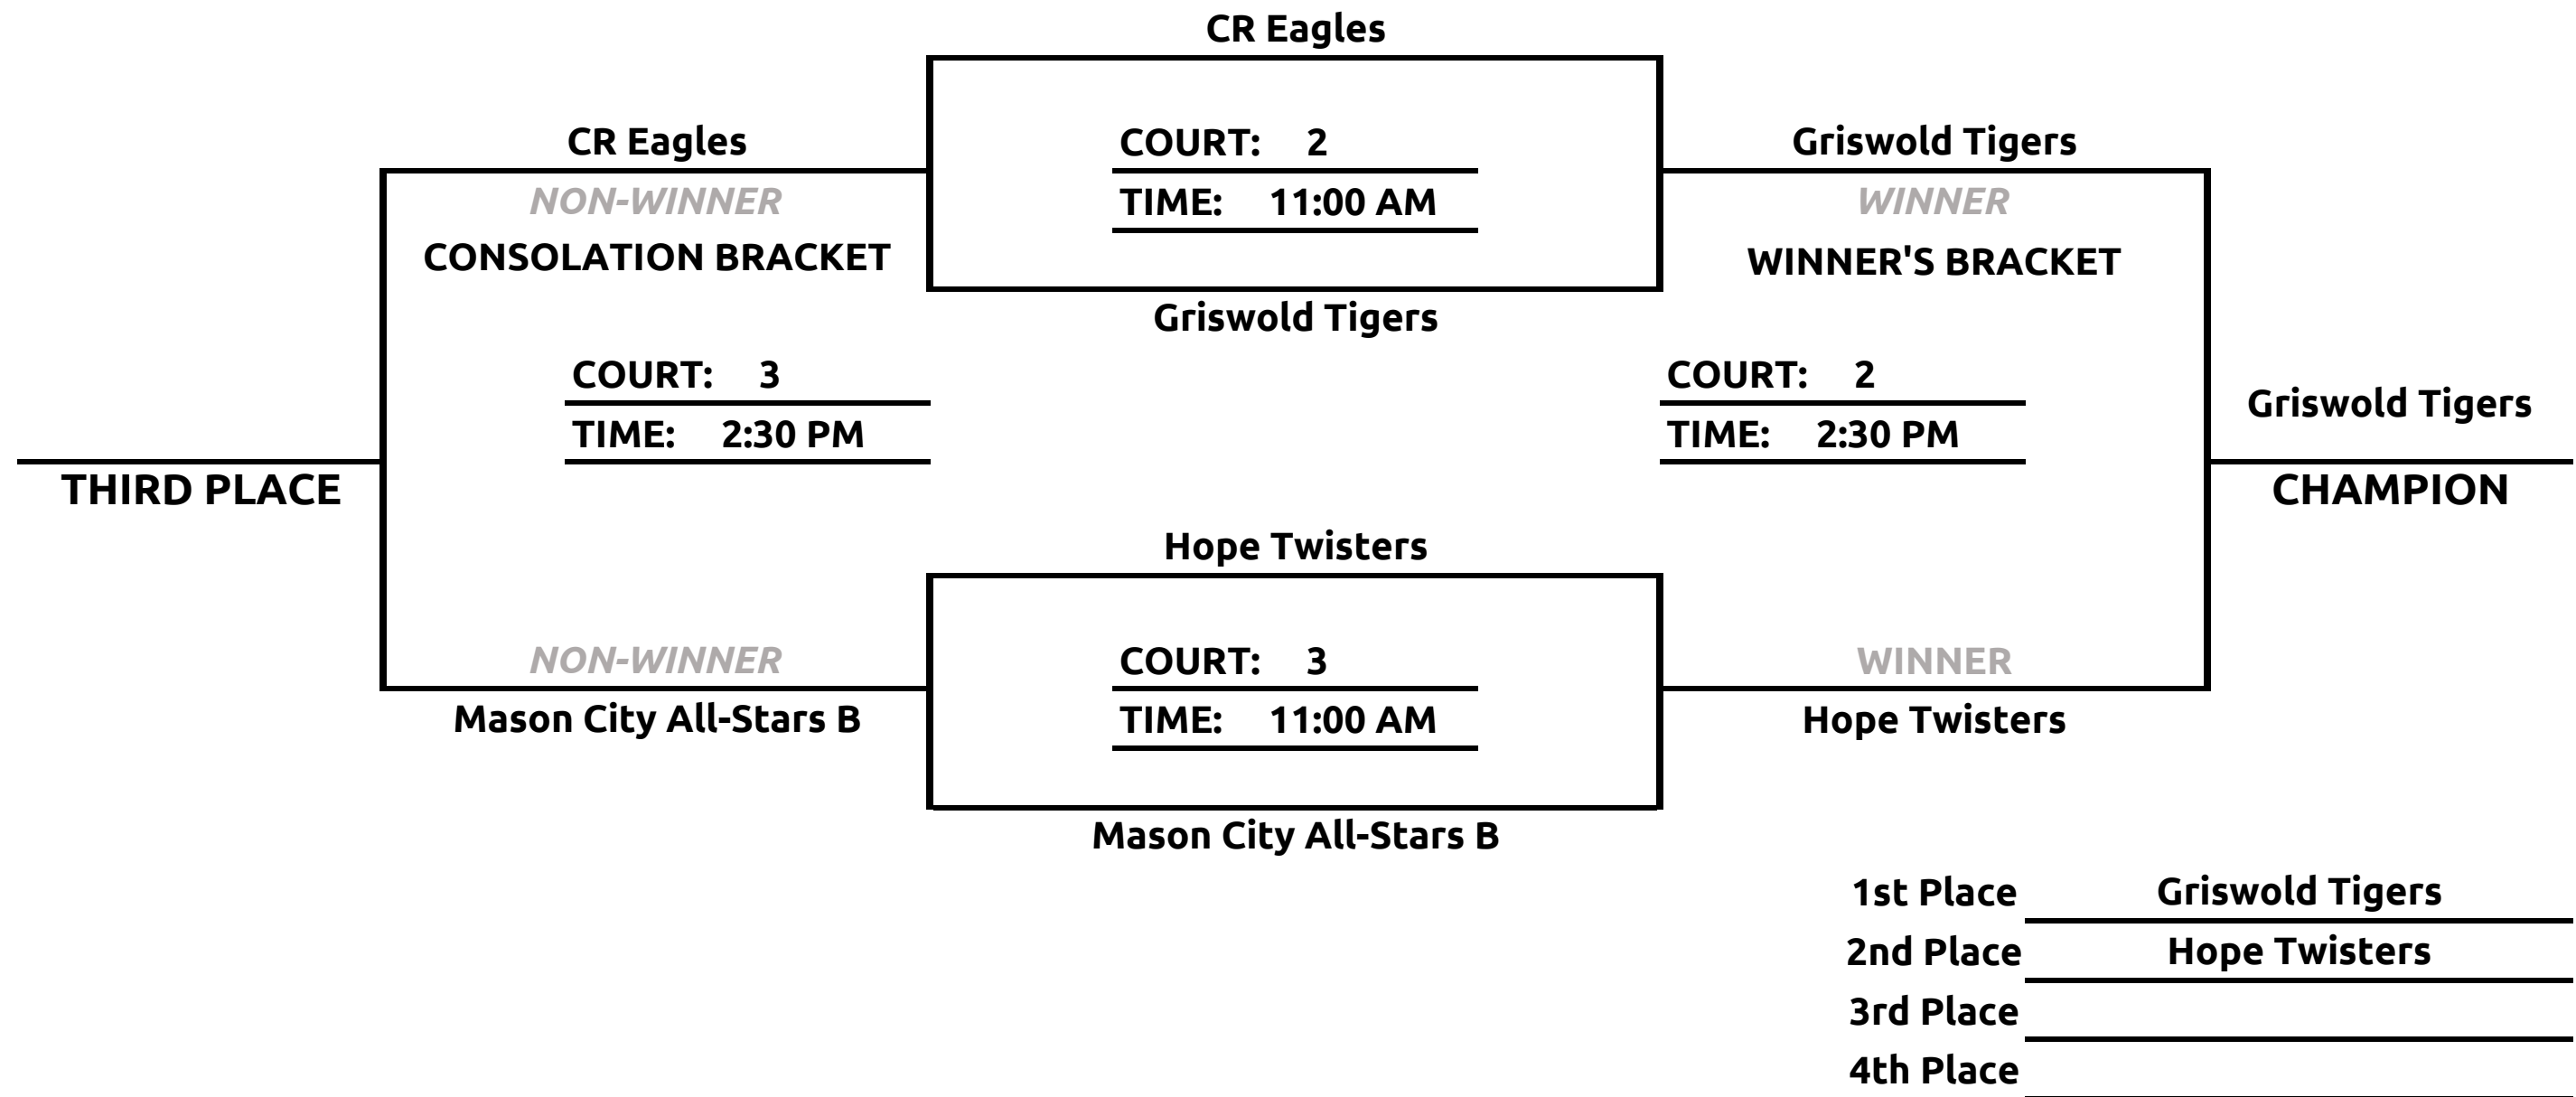 CR Eagles
CR Eagles
COURT: 2
Griswold Tigers
NON-WINNER
TIME: 11:00 AM
WINNER
CONSOLATION BRACKET
WINNER'S BRACKET
Griswold Tigers
COURT: 3
COURT: 2
Griswold Tigers
TIME: 2:30 PM
TIME: 2:30 PM
THIRD PLACE
CHAMPION
Hope Twisters
NON-WINNER
COURT: 3
WINNER
Mason City All-Stars B
TIME: 11:00 AM
Hope Twisters
Mason City All-Stars B
1st Place Griswold Tigers
2nd Place Hope Twisters
3rd Place
4th Place